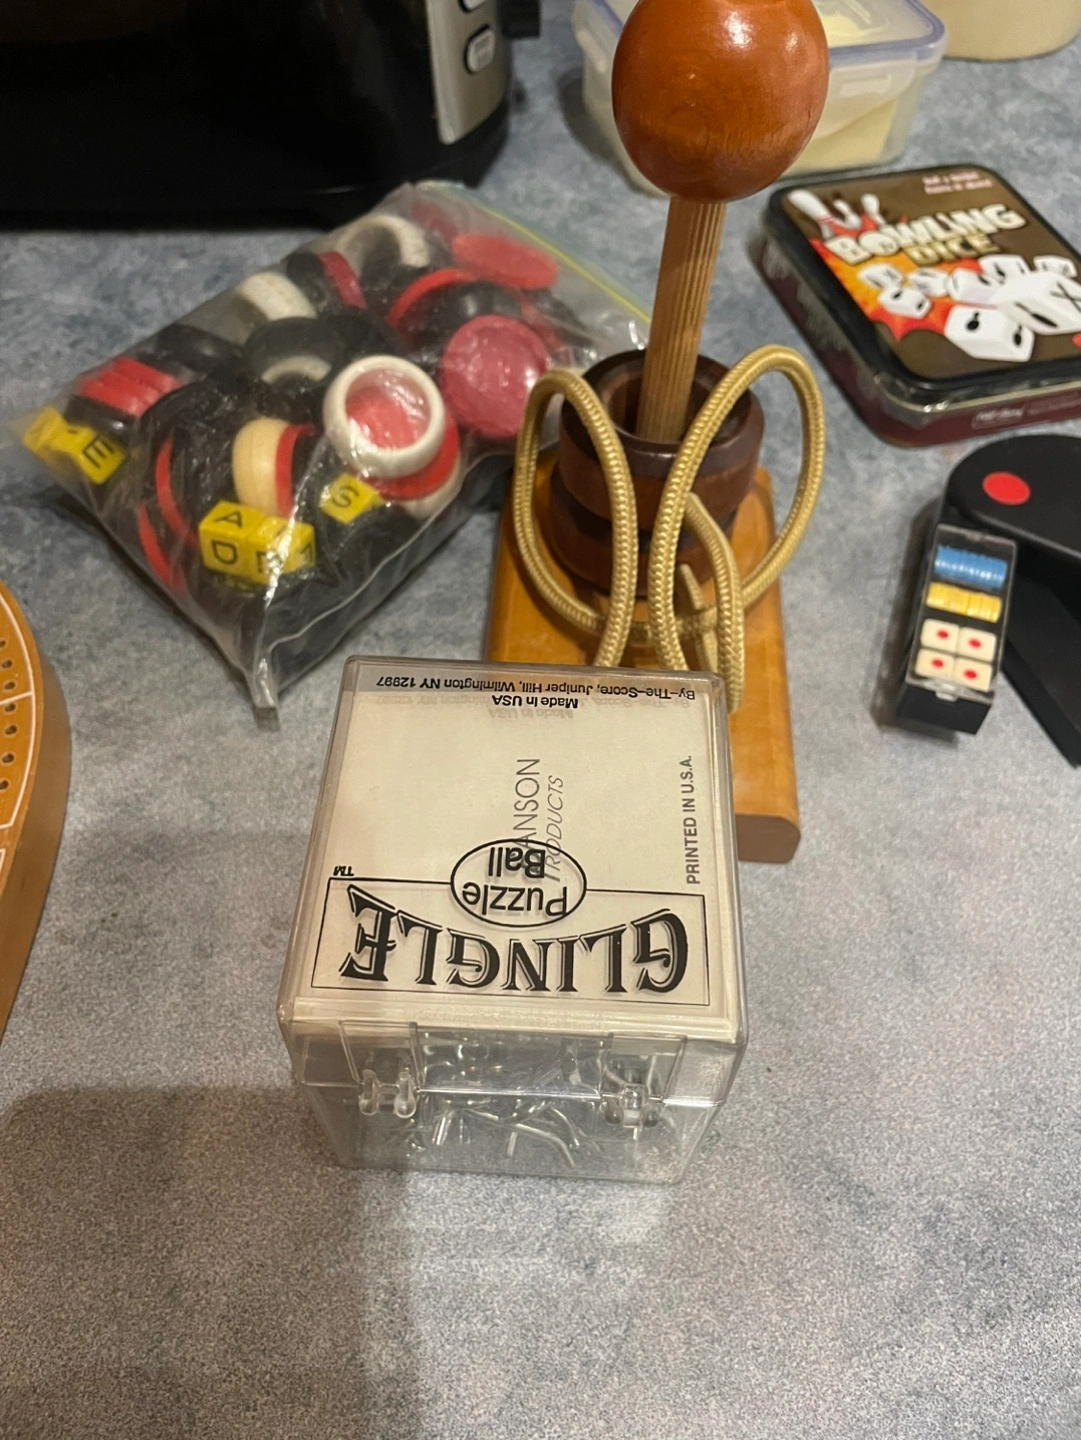 BOWLING
DICE
E
S
A
D
By-The-Score, Juniper Hill, Wilmington NY 12997
Made in USA
ANSON
PRODUCTS
PRINTED IN U.S.A.
Puzzle
Ball
GLINGLE
TM